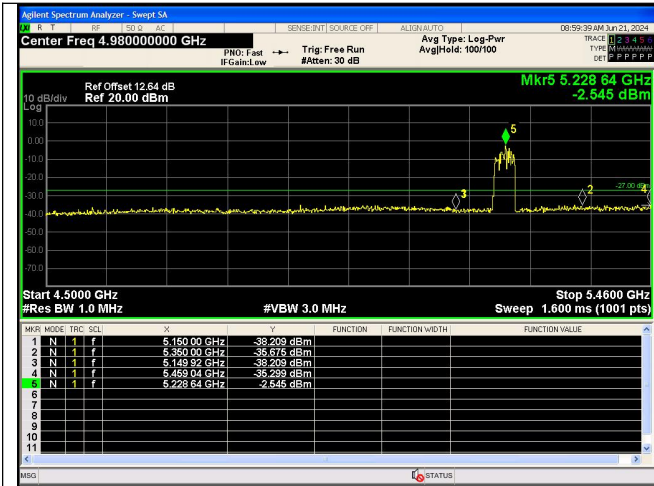 Agilent Spectrum Analyzer - Swept SA
R T RF 50 Ω AC SENSE:INT SOURCE OFF ALIGN AUTO 08:59:39 AM Jun 21, 2024
Center Freq 4.980000000 GHz
PNO: Fast
IFGain:Low
Trig: Free Run
#Atten: 30 dB
Avg Type: Log-Pwr
Avg|Hold: 100/100
TRACE 1 2 3 4 5 6
TYPE M
DET P P P P P P
Mkr5 5.228 64 GHz
-2.545 dBm
Ref Offset 12.64 dB
10 dB/div Ref 20.00 dBm
Log
10.0
0.00
-10.0
-20.0
-30.0
-40.0
-50.0
-60.0
-70.0
5
3
2
4
-27.00 dBm
Start 4.5000 GHz Stop 5.4600 GHz
#Res BW 1.0 MHz #VBW 3.0 MHz Sweep 1.600 ms (1001 pts)
MKR MODE TRC SCL X Y FUNCTION FUNCTION WIDTH FUNCTION VALUE
1 N 1 f 5.150 00 GHz -38.209 dBm
2 N 1 f 5.350 00 GHz -35.675 dBm
3 N 1 f 5.149 92 GHz -38.209 dBm
4 N 1 f 5.459 04 GHz -35.299 dBm
5 N 1 f 5.228 64 GHz -2.545 dBm
6
7
8
9
10
11
MSG STATUS